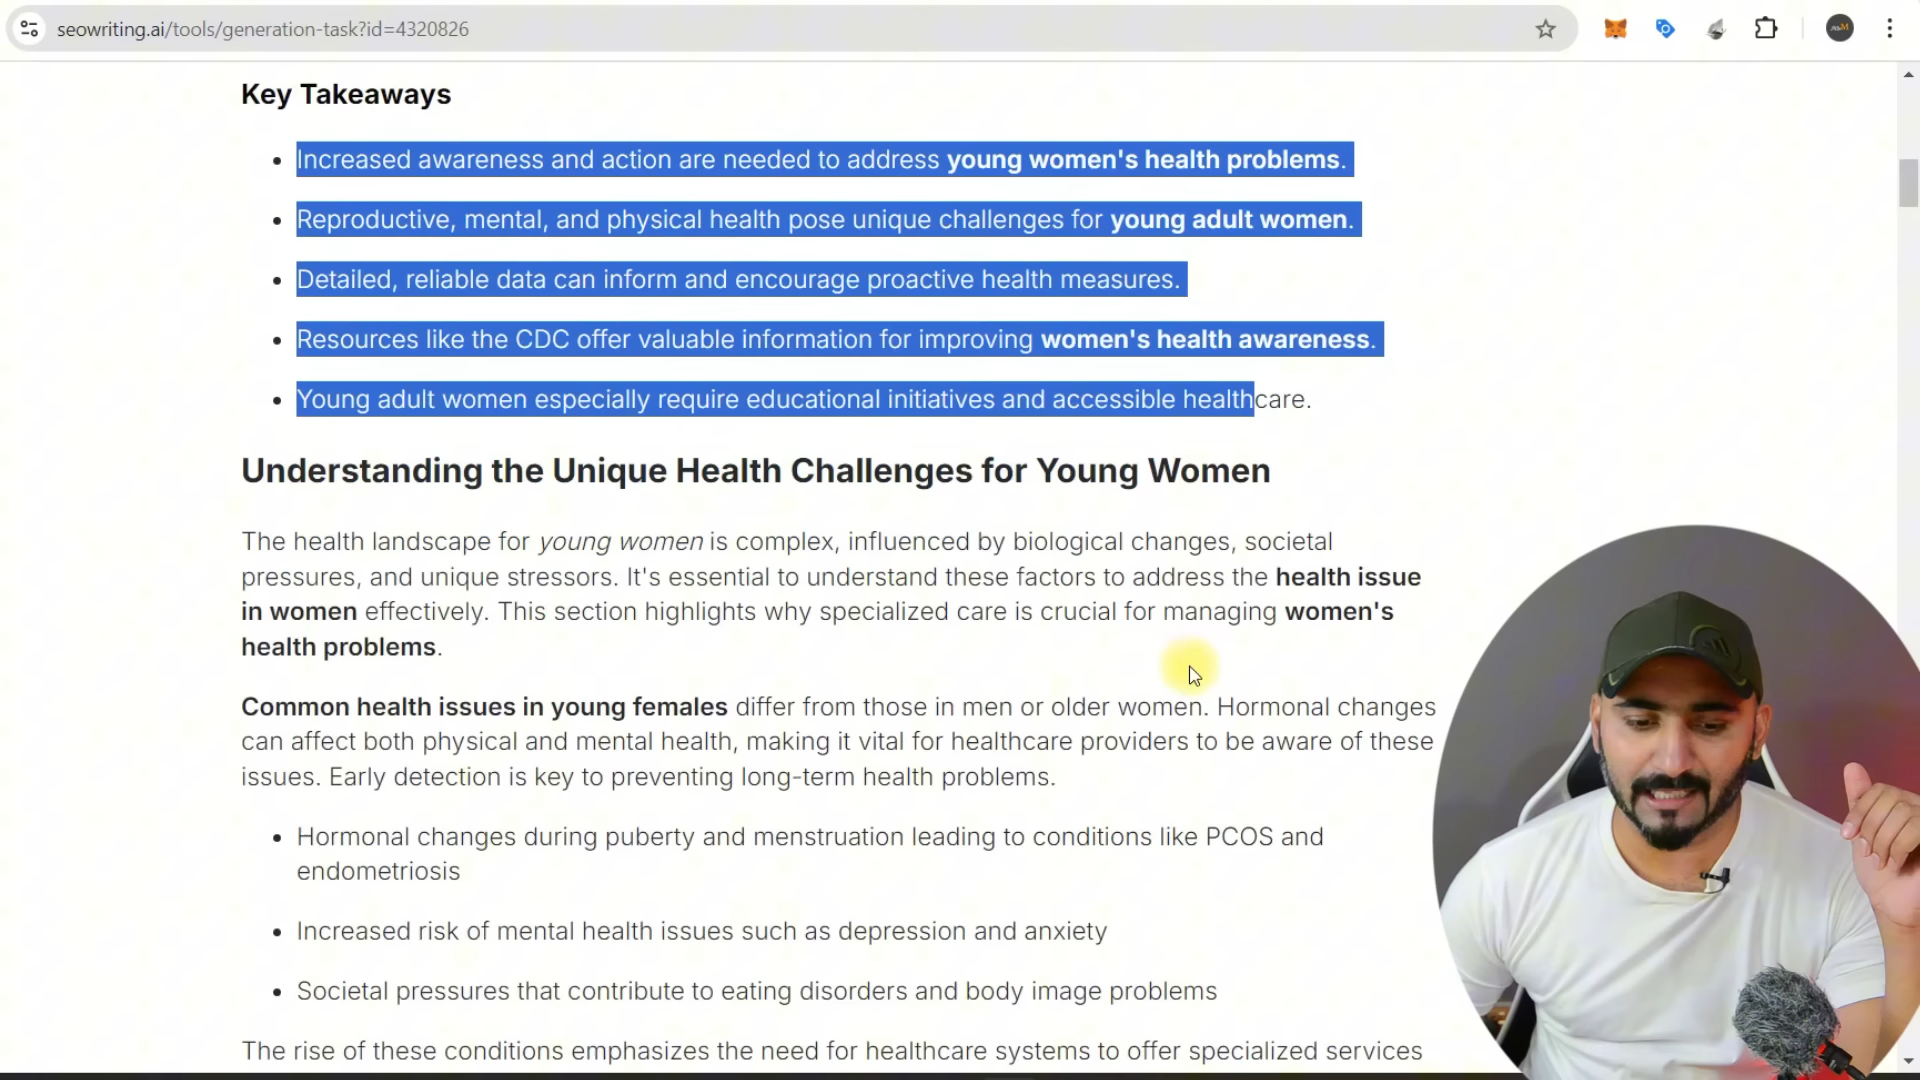 seowriting.ai/tools/generation-task?id=4320826
Key Takeaways
• Increased awareness and action are needed to address young women's health problems.
• Reproductive, mental, and physical health pose unique challenges for young adult women.
• Detailed, reliable data can inform and encourage proactive health measures.
• Resources like the CDC offer valuable information for improving women's health awareness.
• Young adult women especially require educational initiatives and accessible healthcare.
Understanding the Unique Health Challenges for Young Women
The health landscape for young women is complex, influenced by biological changes, societal
pressures, and unique stressors. It's essential to understand these factors to address the health issue
in women effectively. This section highlights why specialized care is crucial for managing women's
health problems.
Common health issues in young females differ from those in men or older women. Hormonal changes
can affect both physical and mental health, making it vital for healthcare providers to be aware of these
issues. Early detection is key to preventing long-term health problems.
• Hormonal changes during puberty and menstruation leading to conditions like PCOS and
endometriosis
• Increased risk of mental health issues such as depression and anxiety
• Societal pressures that contribute to eating disorders and body image problems
The rise of these conditions emphasizes the need for healthcare systems to offer specialized services